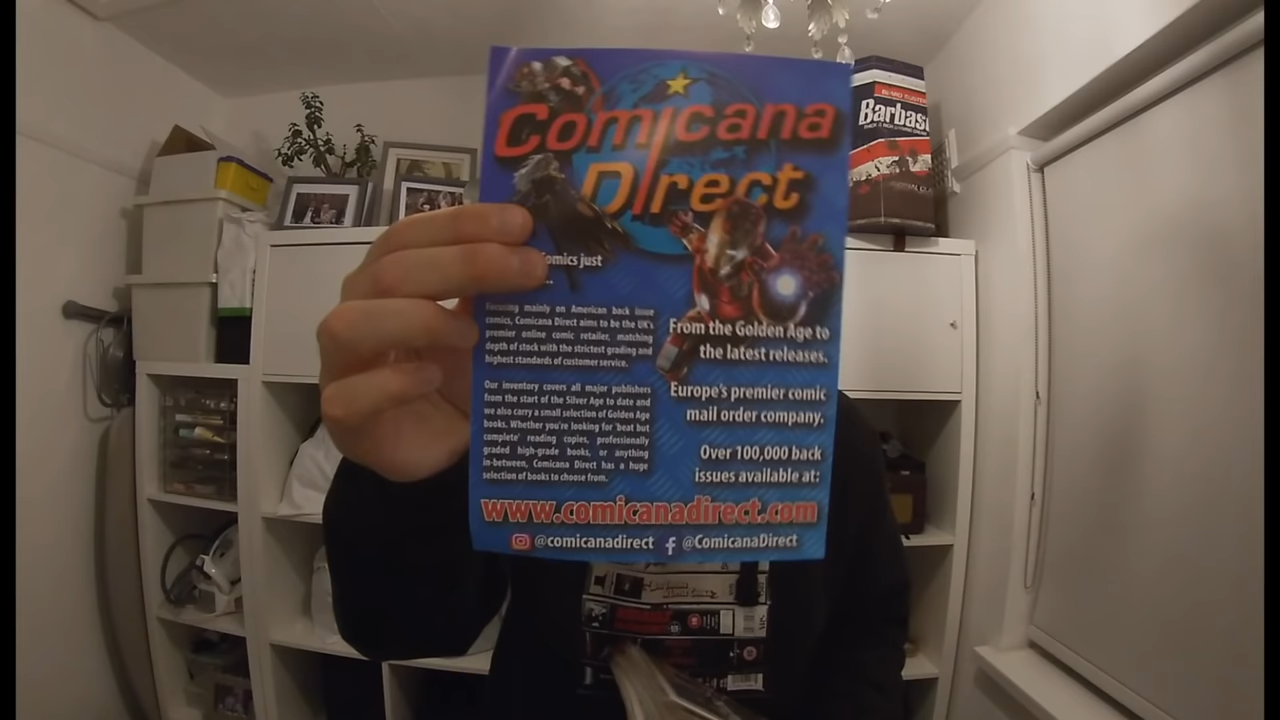 Comicana
Direct
omics just
...
Focusing mainly on American back issue
comics, Comicana Direct aims to be the UK's
premier online comic retailer, matching
depth of stock with the strictest grading and
highest standards of customer service.
Our inventory covers all major publishers
from the start of the Silver Age to date and
we also carry a small selection of Golden Age
books. Whether you're looking for 'beat but
complete' reading copies, professionally
graded high-grade books, or anything
in-between, Comicana Direct has a huge
selection of books to choose from.
From the Golden Age to
the latest releases.
Europe's premier comic
mail order company.
Over 100,000 back
issues available at:
www.comicanadirect.com
@comicanadirect @ComicanaDirect
Barbas